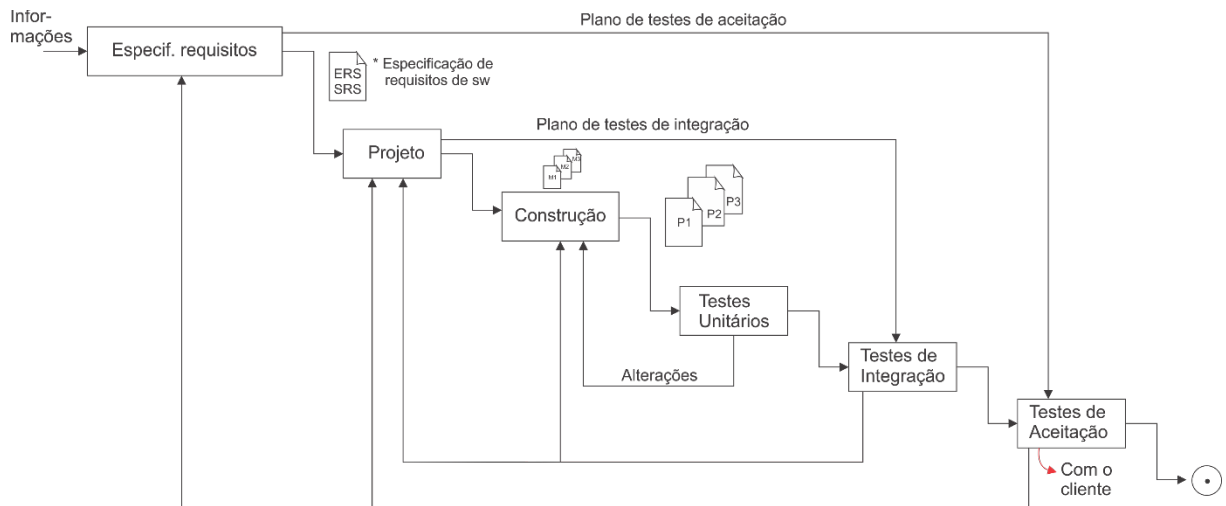 Infor-
mações
Plano de testes de aceitação
Especif. requisitos
ERS
SRS
* Especificação de
requisitos de sw
Plano de testes de integração
Projeto
M1
M2
M3
Construção
P1
P2
P3
Testes
Unitários
Alterações
Testes de
Integração
Testes de
Aceitação
Com o
cliente